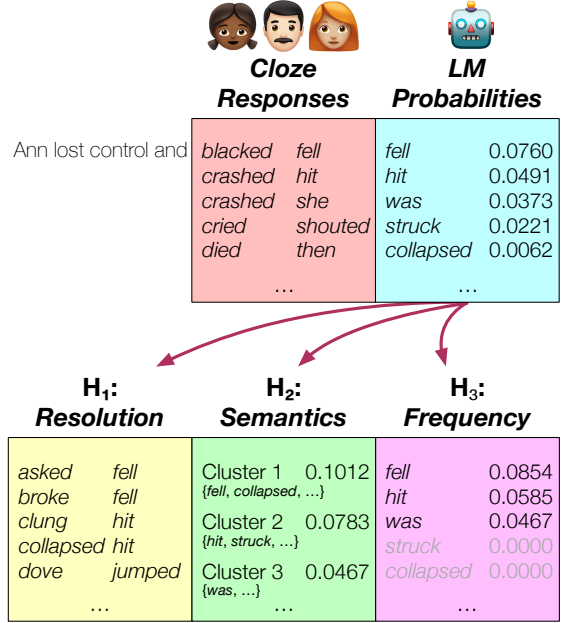 Cloze Responses
LM Probabilities
Ann lost control and
blacked fell
crashed hit
crashed she
cried shouted
died then
…
fell 0.0760
hit 0.0491
was 0.0373
struck 0.0221
collapsed 0.0062
…
H₁: Resolution
H₂: Semantics
H₃: Frequency
asked fell
broke fell
clung hit
collapsed hit
dove jumped
…
Cluster 1 0.1012
{fell, collapsed, …}
Cluster 2 0.0783
{hit, struck, …}
Cluster 3 0.0467
{was, …}
…
fell 0.0854
hit 0.0585
was 0.0467
struck 0.0000
collapsed 0.0000
…